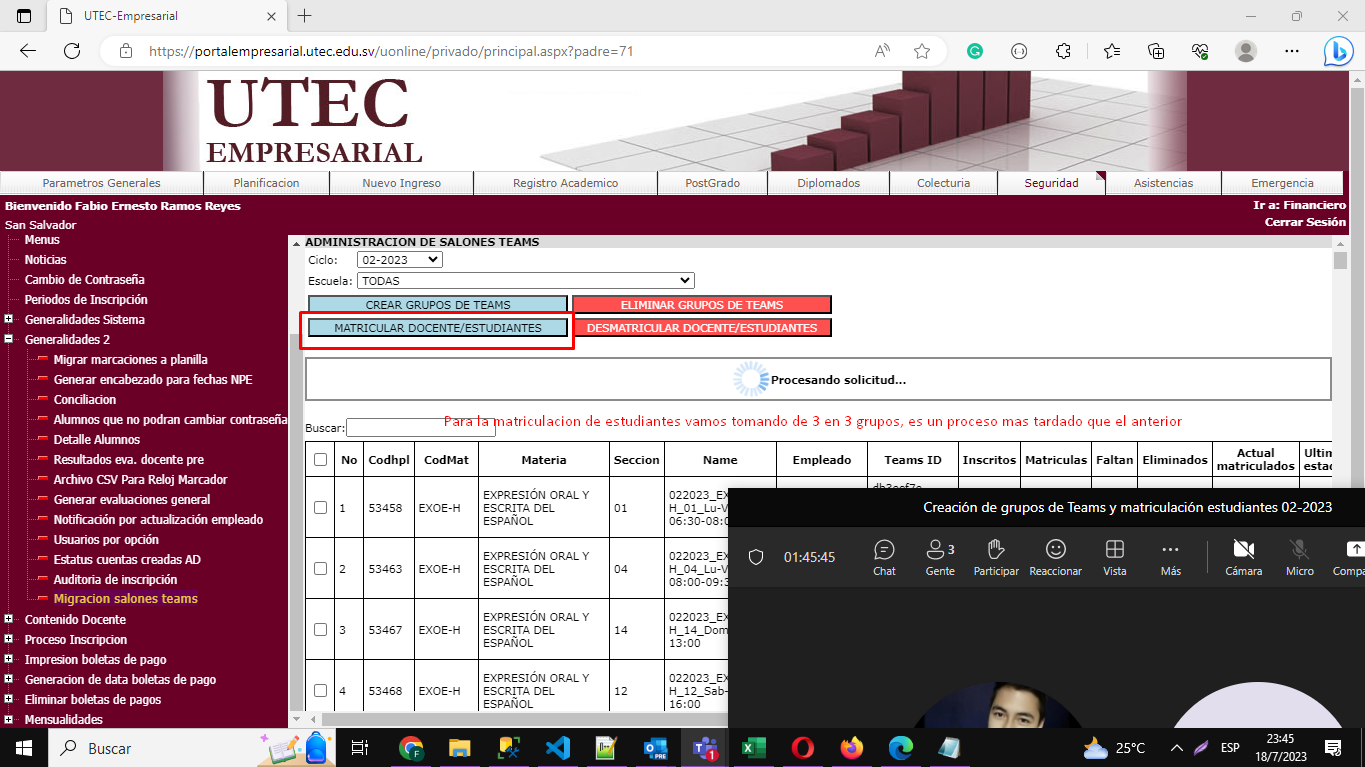 UTEC-Empresarial
https://portalempresarial.utec.edu.sv/uonline/privado/principal.aspx?padre=71
UTEC
EMPRESARIAL
Parametros Generales Planificacion Nuevo Ingreso Registro Academico PostGrado Diplomados Colecturia Seguridad Asistencias Emergencia
Bienvenido Fabio Ernesto Ramos Reyes
Ir a: Financiero
San Salvador
Cerrar Sesión
Menus
Noticias
Cambio de Contraseña
Periodos de Inscripción
Generalidades Sistema
Generalidades 2
Migrar marcaciones a planilla
Generar encabezado para fechas NPE
Conciliacion
Alumnos que no podran cambiar contraseña
Detalle Alumnos
Resultados eva. docente pre
Archivo CSV Para Reloj Marcador
Generar evaluaciones general
Notificación por actualización empleado
Usuarios por opción
Estatus cuentas creadas AD
Auditoria de inscripción
Migracion salones teams
Contenido Docente
Proceso Inscripcion
Impresion boletas de pago
Generacion de data boletas de pago
Eliminar boletas de pagos
Mensualidades
ADMINISTRACION DE SALONES TEAMS
Ciclo: 02-2023
Escuela: TODAS
CREAR GRUPOS DE TEAMS ELIMINAR GRUPOS DE TEAMS
MATRICULAR DOCENTE/ESTUDIANTES DESMATRICULAR DOCENTE/ESTUDIANTES
Procesando solicitud...
Buscar:
Para la matriculacion de estudiantes vamos tomando de 3 en 3 grupos, es un proceso mas tardado que el anterior
No Codhpl CodMat Materia Seccion Name Empleado Teams ID Inscritos Matriculas Faltan Eliminados Actual matriculados
1 53458 EXOE-H EXPRESIÓN ORAL Y ESCRITA DEL ESPAÑOL 01 022023_EX H_01_Lu-V 06:30-08:0
2 53463 EXOE-H EXPRESIÓN ORAL Y ESCRITA DEL ESPAÑOL 04 022023_EX H_04_Lu-V 08:00-09:3
3 53467 EXOE-H EXPRESIÓN ORAL Y ESCRITA DEL ESPAÑOL 14 022023_EX H_14_Dom 13:00
4 53468 EXOE-H EXPRESIÓN ORAL Y ESCRITA DEL ESPAÑOL 12 022023_EX H_12_Sab- 16:00
Creación de grupos de Teams y matriculación estudiantes 02-2023
01:45:45
3
Chat Gente Participar Reaccionar Vista Más Cámara Micro Compa
Buscar
PRE
1
25°C
ESP
23:45
18/7/2023